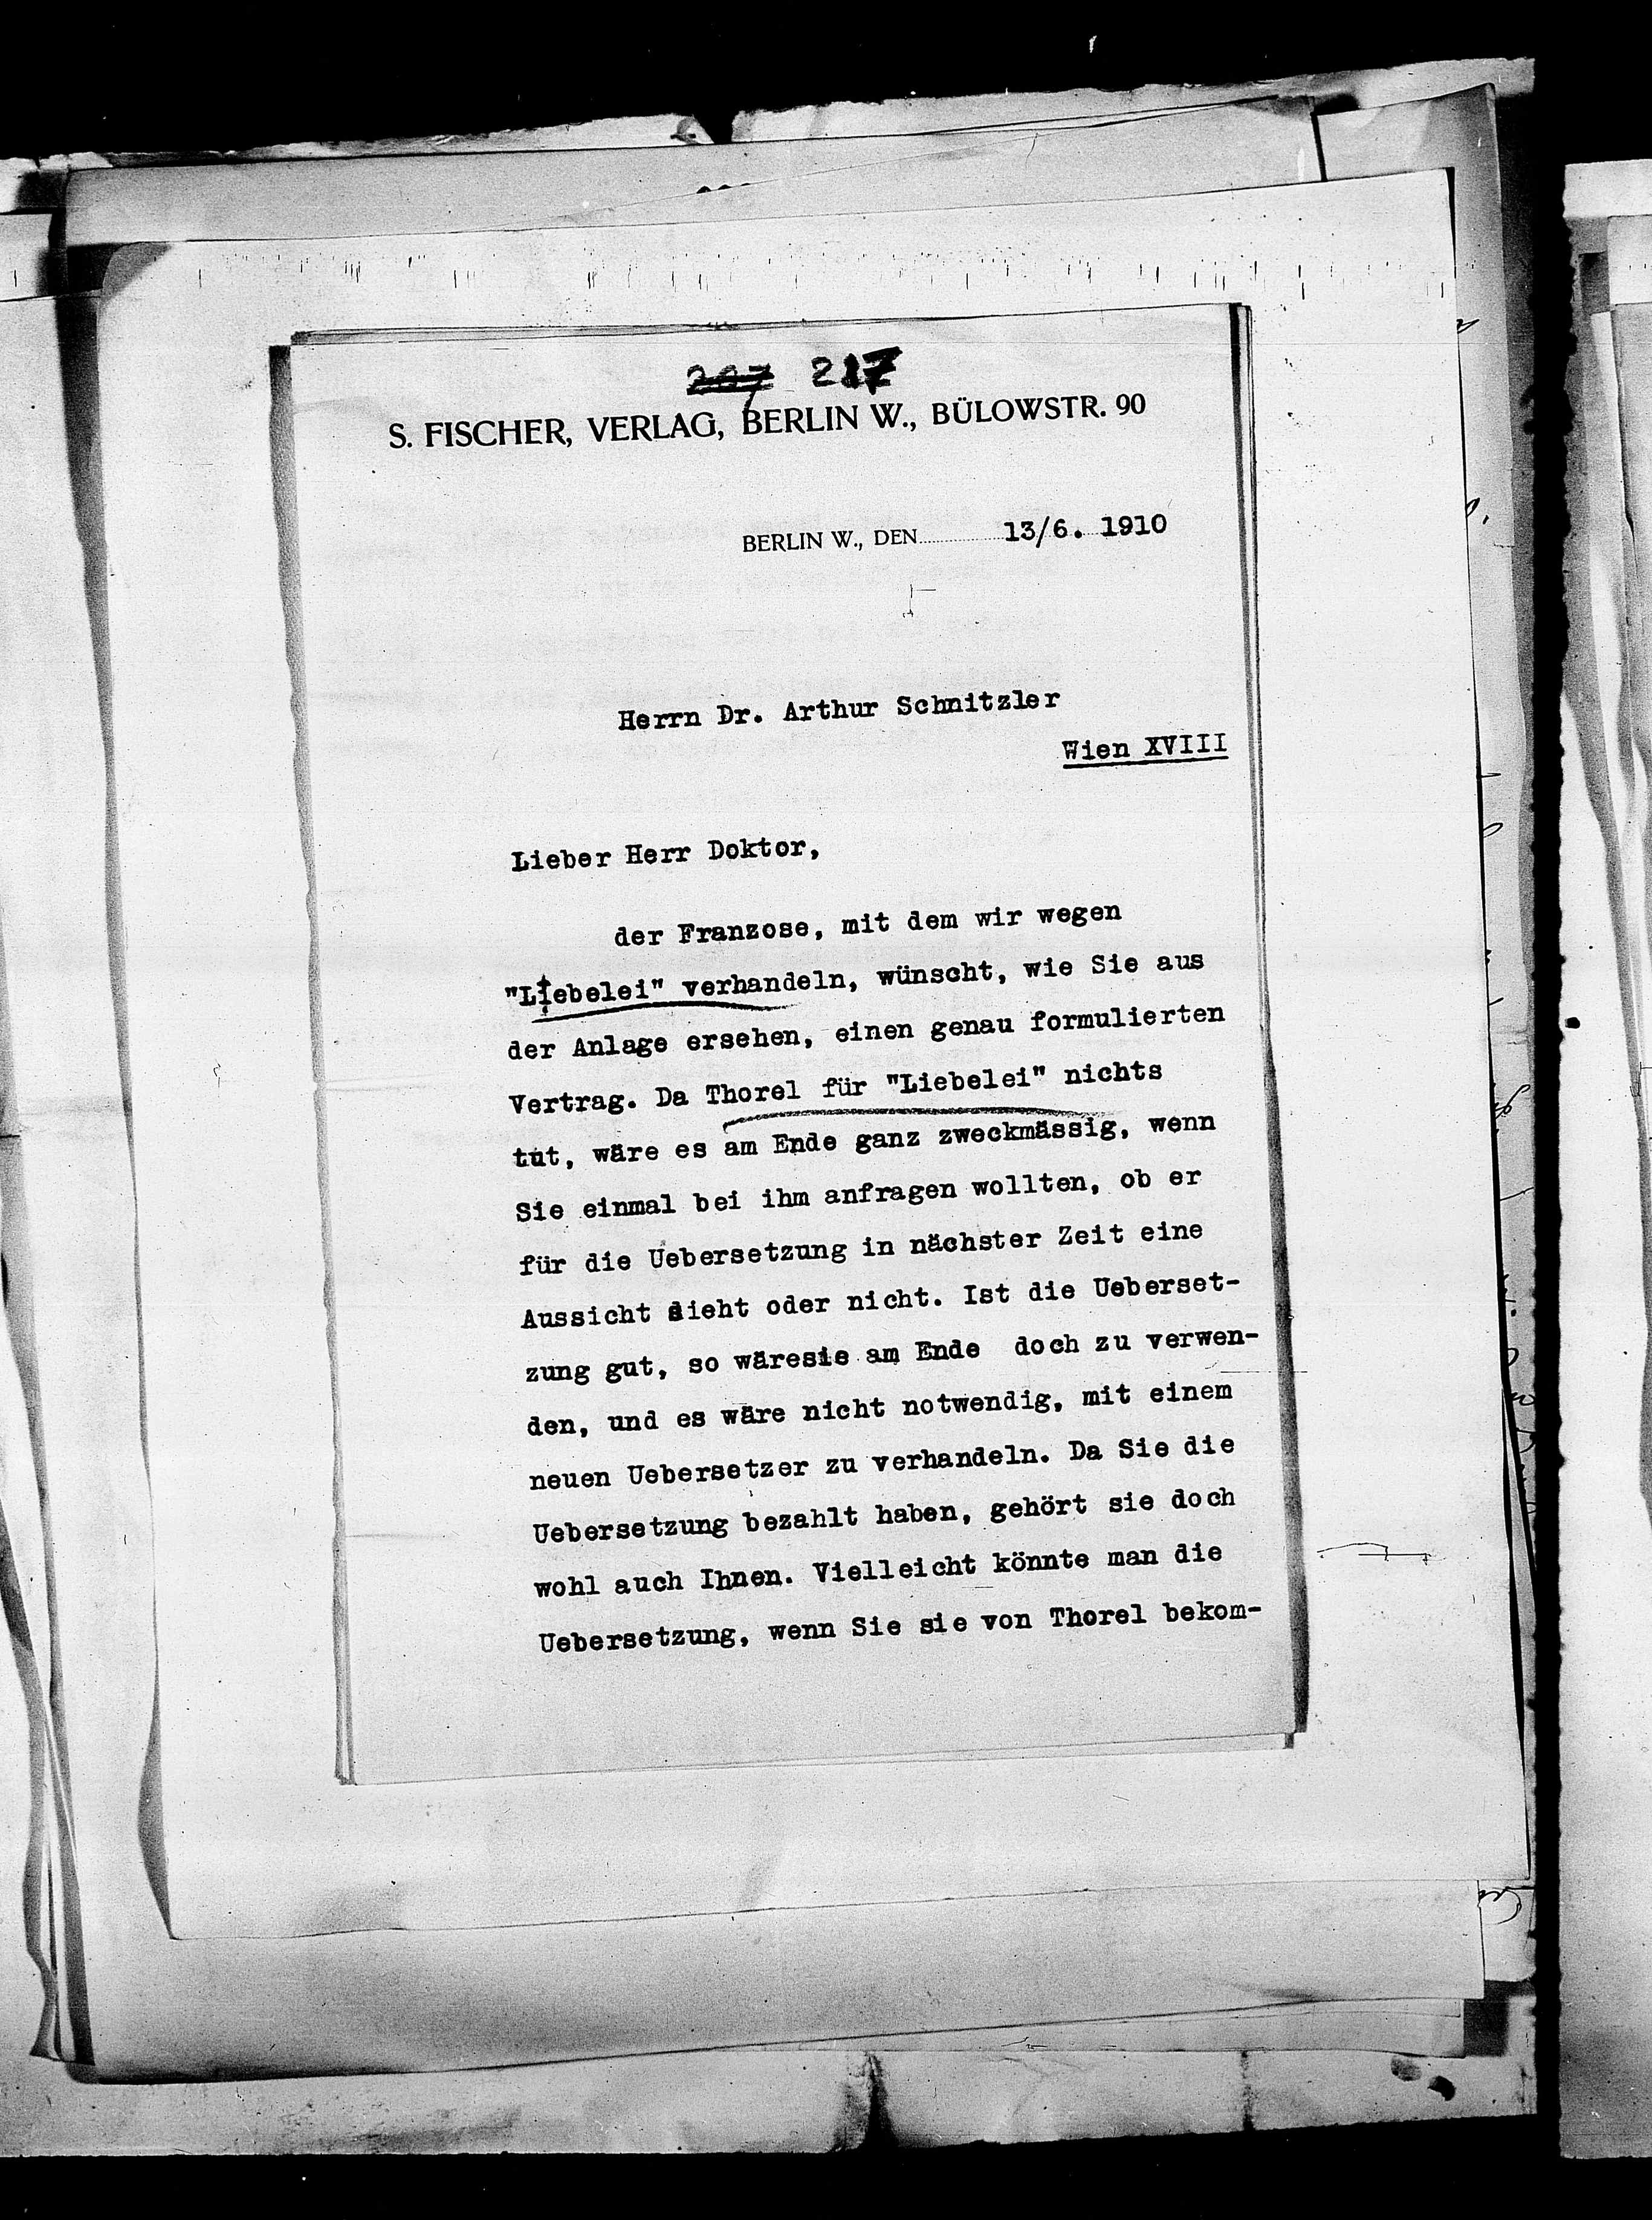 207 217
S. FISCHER, VERLAG, BERLIN W., BÜLOWSTR. 90
BERLIN W., DEN 13/6. 1910
Herrn Dr. Arthur Schnitzler
Wien XVIII
Lieber Herr Doktor,
der Franzose, mit dem wir wegen
"Liebelei" verhandeln, wünscht, wie Sie aus
der Anlage ersehen, einen genau formulierten
Vertrag. Da Thorel für "Liebelei" nichts
tut, wäre es am Ende ganz zweckmässig, wenn
Sie einmal bei ihm anfragen wollten, ob er
für die Uebersetzung in nächster Zeit eine
Aussicht sieht oder nicht. Ist die Ueberset-
zung gut, so wäresie am Ende doch zu verwen-
den, und es wäre nicht notwendig, mit einem
neuen Uebersetzer zu verhandeln. Da Sie die
Uebersetzung bezahlt haben, gehört sie doch
wohl auch Ihnen. Vielleicht könnte man die
Uebersetzung, wenn Sie sie von Thorel bekom-